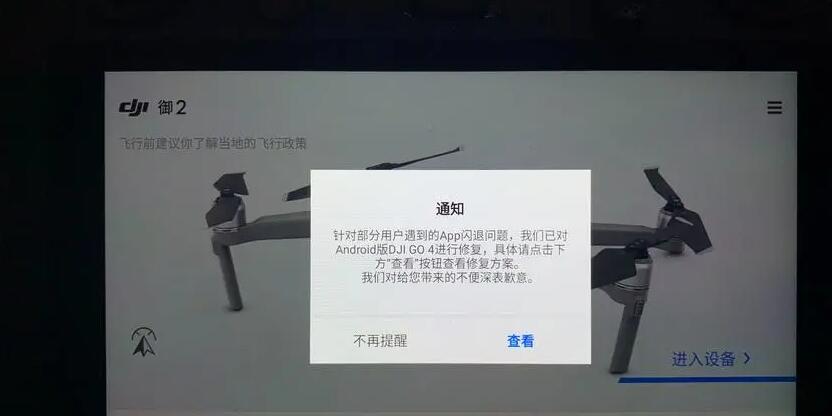 dji 御2
飞行前建议你了解当地的飞行政策
通知
针对部分用户遇到的App闪退问题，我们已对
Android版DJI GO 4进行修复，具体请点击下
方“查看”按钮查看修复方案。
我们对给您带来的不便深表歉意。
不再提醒
查看
进入设备